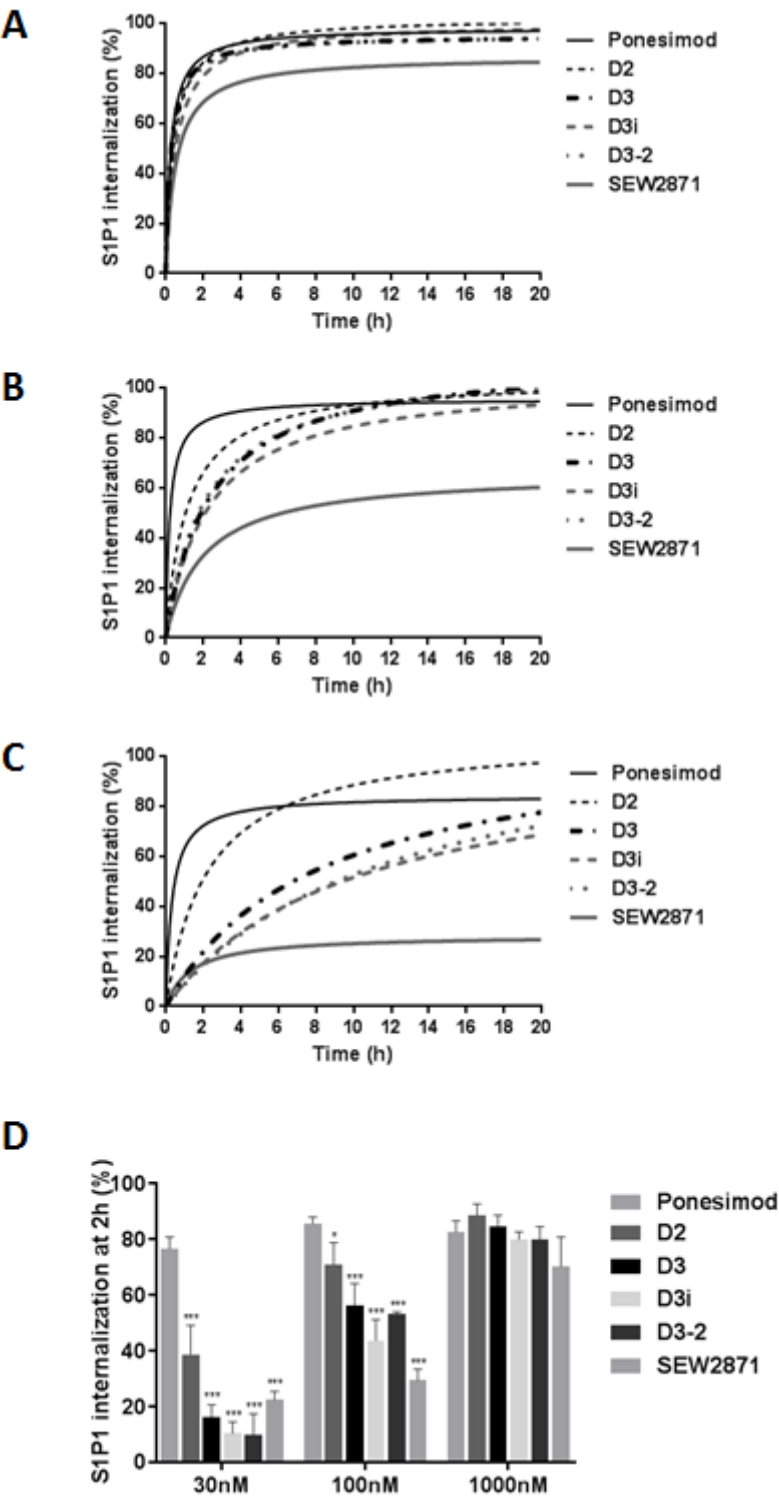 A
S1P1 internalization (%)
100
80
60
40
20
0
0 2 4 6 8 10 12 14 16 18 20
Time (h)
Ponesimod
D2
D3
D3i
D3-2
SEW2871
B
S1P1 internalization (%)
100
80
60
40
20
0
0 2 4 6 8 10 12 14 16 18 20
Time (h)
Ponesimod
D2
D3
D3i
D3-2
SEW2871
C
S1P1 internalization (%)
100
80
60
40
20
0
0 2 4 6 8 10 12 14 16 18 20
Time (h)
Ponesimod
D2
D3
D3i
D3-2
SEW2871
D
S1P1 internalization at 2h (%)
100
80
60
40
20
0
*** *** *** *** ***
* *** *** *** ***
30nM 100nM 1000nM
Ponesimod
D2
D3
D3i
D3-2
SEW2871